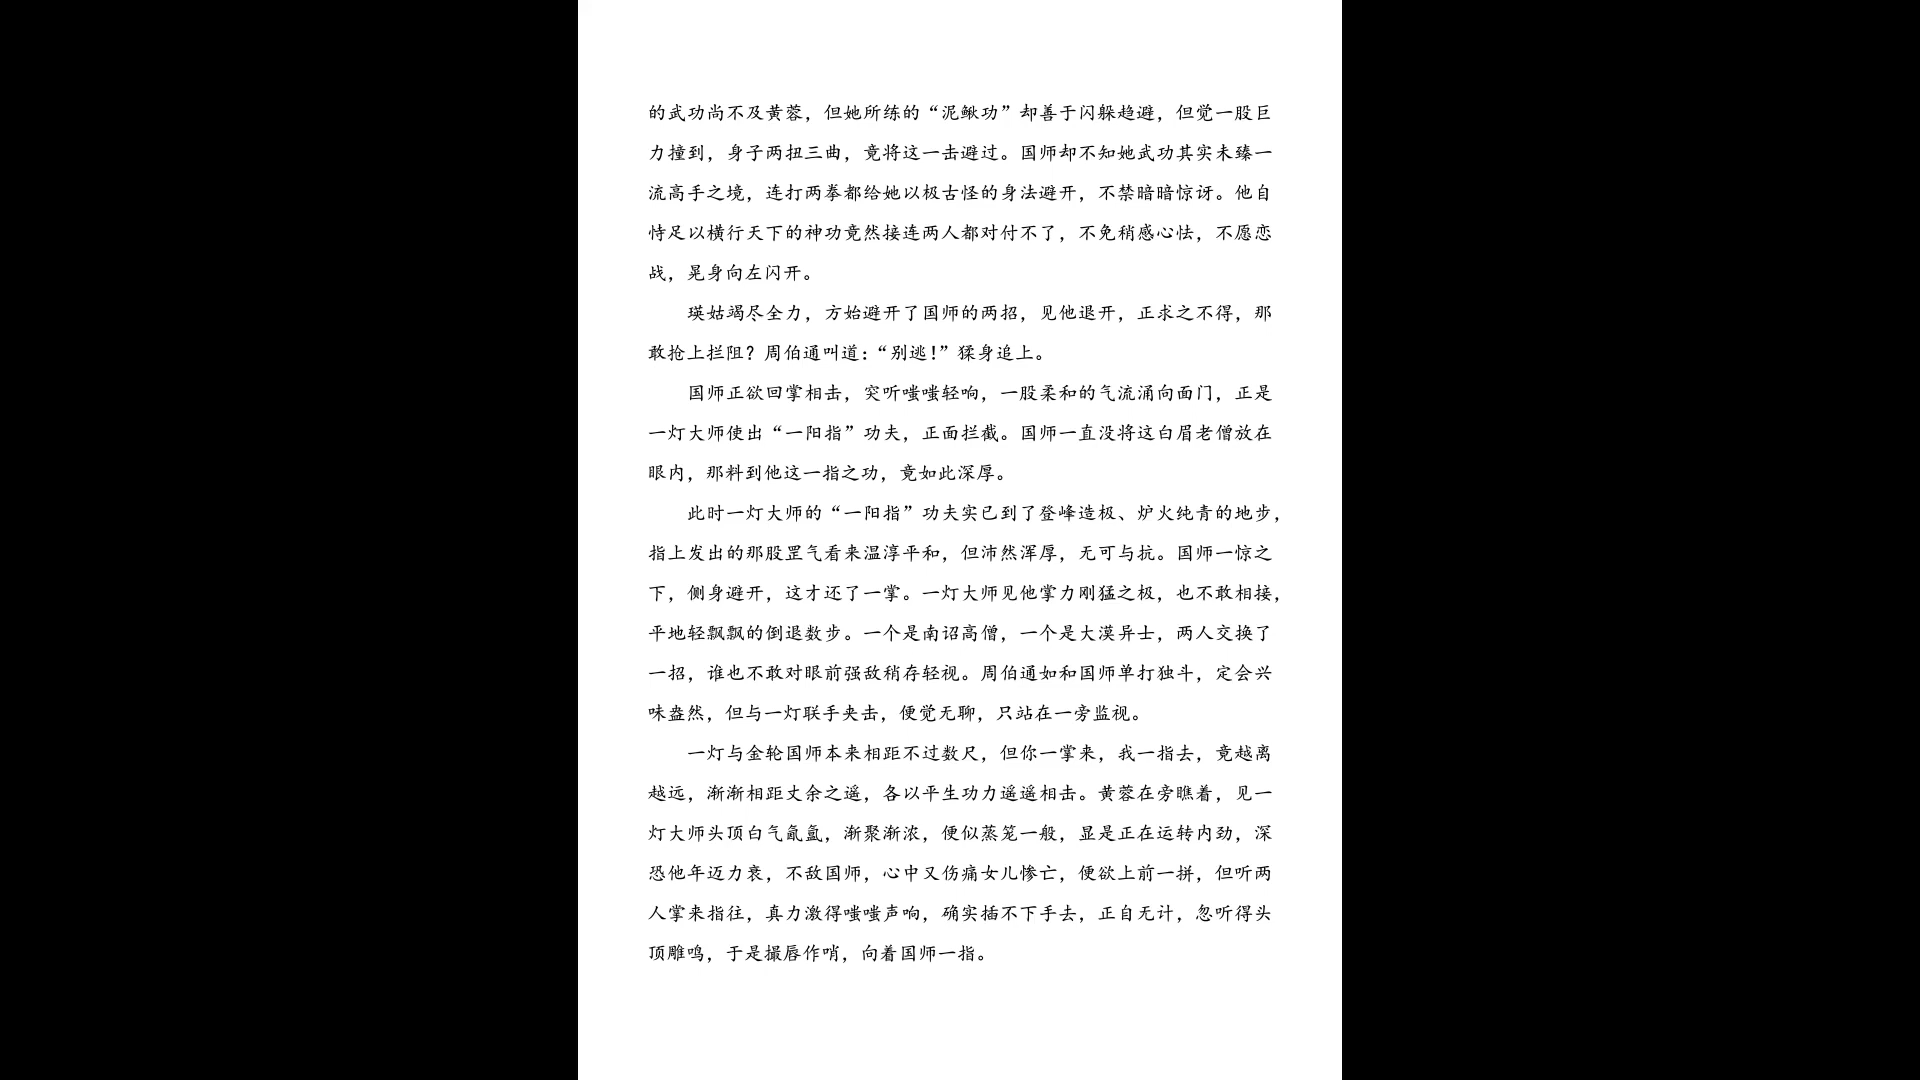 的武功尚不及黄蓉，但她所练的“泥鳅功”却善于闪躲趋避，但觉一股巨
力撞到，身子两扭三曲，竟将这一击避过。国师却不知她武功其实未臻一
流高手之境，连打两拳都给她以极古怪的身法避开，不禁暗暗惊讶。他自
恃足以横行天下的神功竟然接连两人都对付不了，不免稍感心怯，不愿恋
战，晃身向左闪开。
瑛姑竭尽全力，方始避开了国师的两招，见他退开，正求之不得，那
敢抢上拦阻？周伯通叫道：“别逃！”猱身追上。
国师正欲回掌相击，突听嗤嗤轻响，一股柔和的气流涌向面门，正是
一灯大师使出“一阳指”功夫，正面拦截。国师一直没将这白眉老僧放在
眼内，那料到他这一指之功，竟如此深厚。
此时一灯大师的“一阳指”功夫实已到了登峰造极、炉火纯青的地步，
指上发出的那股罡气看来温淳平和，但沛然浑厚，无可与抗。国师一惊之
下，侧身避开，这才还了一掌。一灯大师见他掌力刚猛之极，也不敢相接，
平地轻飘飘的倒退数步。一个是南诏高僧，一个是大漠异士，两人交换了
一招，谁也不敢对眼前强敌稍存轻视。周伯通如和国师单打独斗，定会兴
味盎然，但与一灯联手夹击，便觉无聊，只站在一旁监视。
一灯与金轮国师本来相距不过数尺，但你一掌来，我一指去，竟越离
越远，渐渐相距丈余之遥，各以平生功力遥遥相击。黄蓉在旁瞧着，见一
灯大师头顶白气氤氲，渐聚渐浓，便似蒸笼一般，显是正在运转内劲，深
恐他年迈力衰，不敌国师，心中又伤痛女儿惨亡，便欲上前一拼，但听两
人掌来指往，真力激得嗤嗤声响，确实插不下手去，正自无计，忽听得头
顶雕鸣，于是撮唇作哨，向着国师一指。